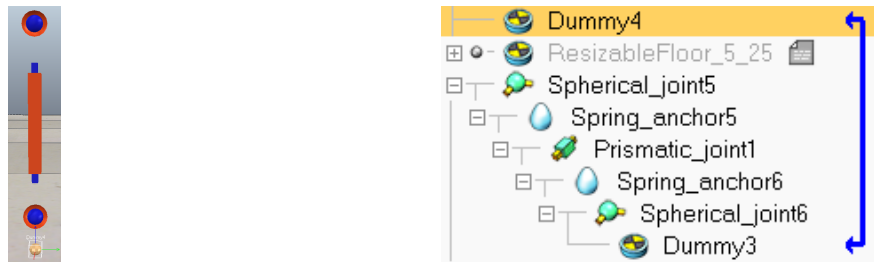 Dummy4
ResizableFloor_5_25
Spherical_joint5
Spring_anchor5
Prismatic_joint1
Spring_anchor6
Spherical_joint6
Dummy3